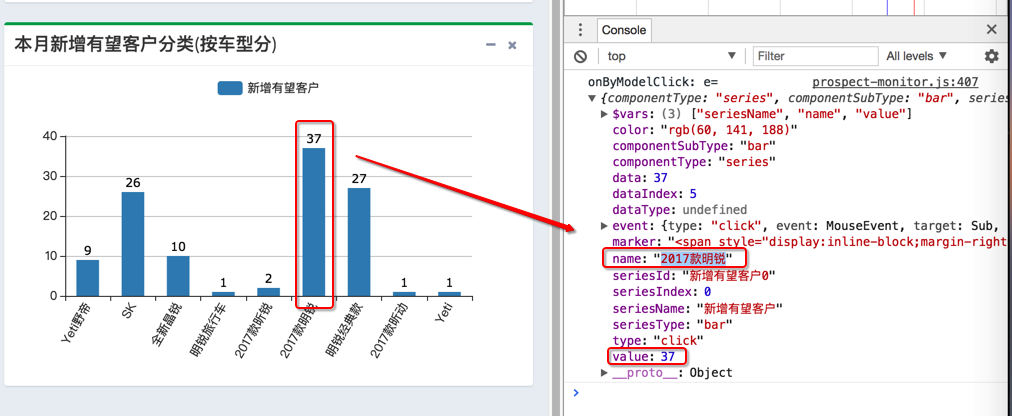 本月新增有望客户分类(按车型分)
新增有望客户
40
30
20
10
0
9
26
10
1
2
37
27
1
1
Yeti野帝
SK
全新晶锐
明锐旅行车
2017款昕锐
2017款明锐
明锐经典款
2017款昕动
Yeti
Console
top
Filter
All levels
onByModelClick: e= prospect-monitor.js:407
{componentType: "series", componentSubType: "bar", series
$vars: (3) ["seriesName", "name", "value"]
color: "rgb(60, 141, 188)"
componentSubType: "bar"
componentType: "series"
data: 37
dataIndex: 5
dataType: undefined
event: {type: "click", event: MouseEvent, target: Sub,
marker: "<span style="display:inline-block;margin-right
name: "2017款明锐"
seriesId: "新增有望客户0"
seriesIndex: 0
seriesName: "新增有望客户"
seriesType: "bar"
type: "click"
value: 37
__proto__: Object